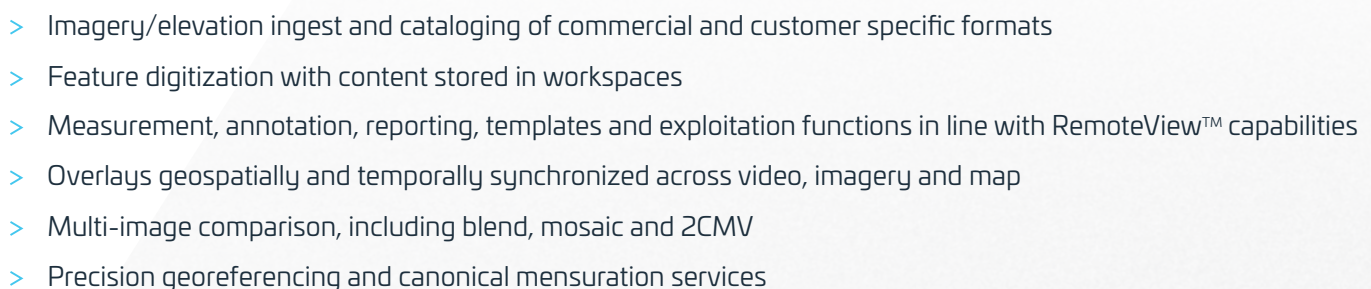 > Imagery/elevation ingest and cataloging of commercial and customer specific formats
> Feature digitization with content stored in workspaces
> Measurement, annotation, reporting, templates and exploitation functions in line with RemoteView™ capabilities
> Overlays geospatially and temporally synchronized across video, imagery and map
> Multi-image comparison, including blend, mosaic and 2CMV
> Precision georeferencing and canonical mensuration services